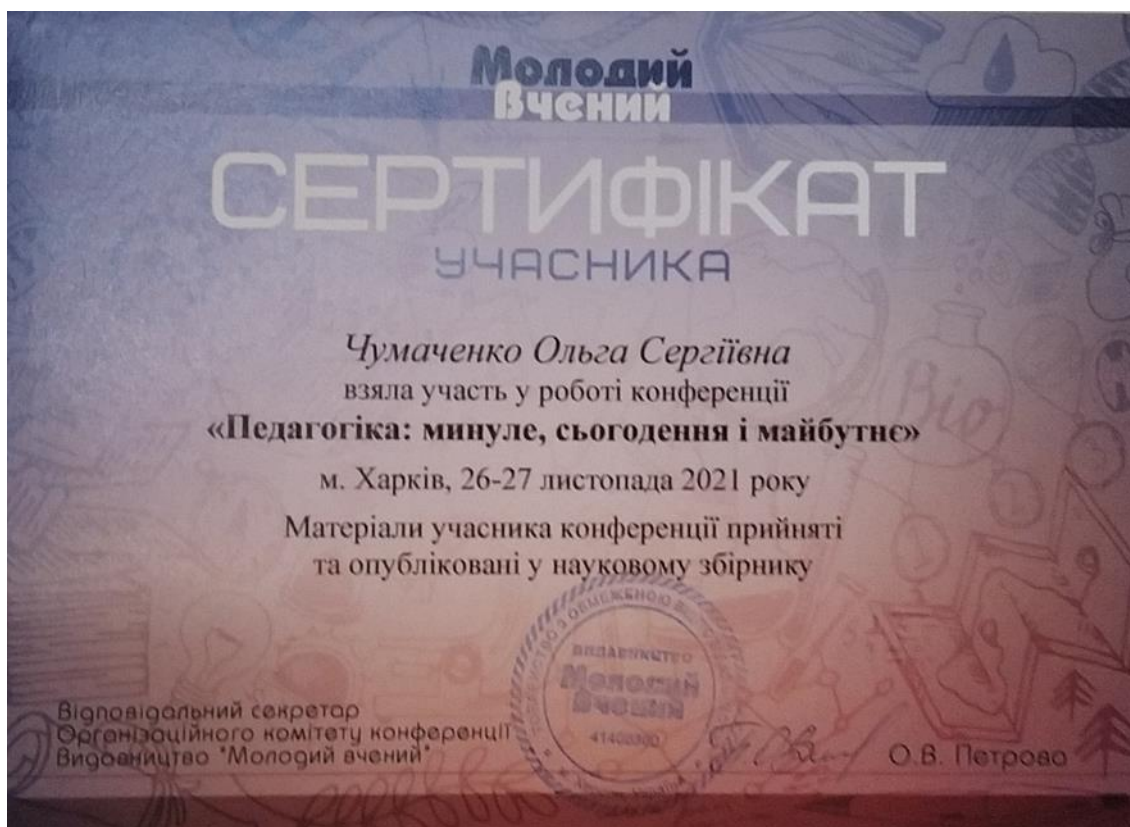 Молодий
Вчений
СЕРТИФІКАТ
УЧАСНИКА
Чумаченко Ольга Сергіївна
взяла участь у роботі конференції
«Педагогіка: минуле, сьогодення і майбутнє»
м. Харків, 26-27 листопада 2021 року
Матеріали учасника конференції прийняті
та опубліковані у науковому збірнику
ОБМЕЖЕНОЮ
ВИДАВНИЦТВО
Молодий
Вчений
Bio
Відповідальний секретар
Організаційного комітету конференції
Видавництво "Молодий вчений"
О.В. Петрова